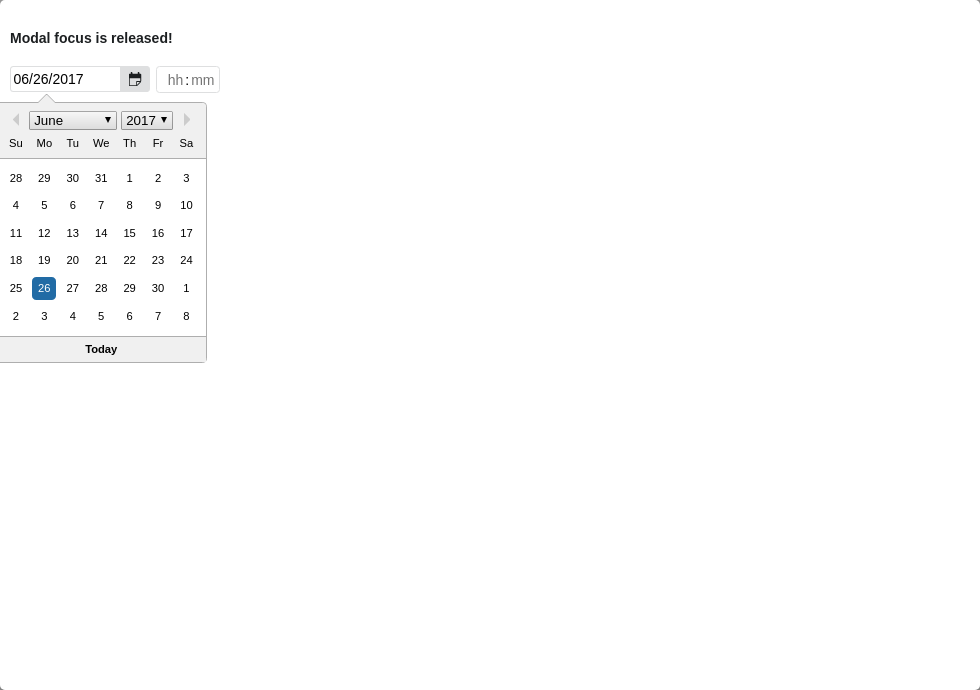 Modal focus is released!
06/26/2017 hh:mm
June 2017
Su Mo Tu We Th Fr Sa
28 29 30 31 1 2 3
4 5 6 7 8 9 10
11 12 13 14 15 16 17
18 19 20 21 22 23 24
25 26 27 28 29 30 1
2 3 4 5 6 7 8
Today